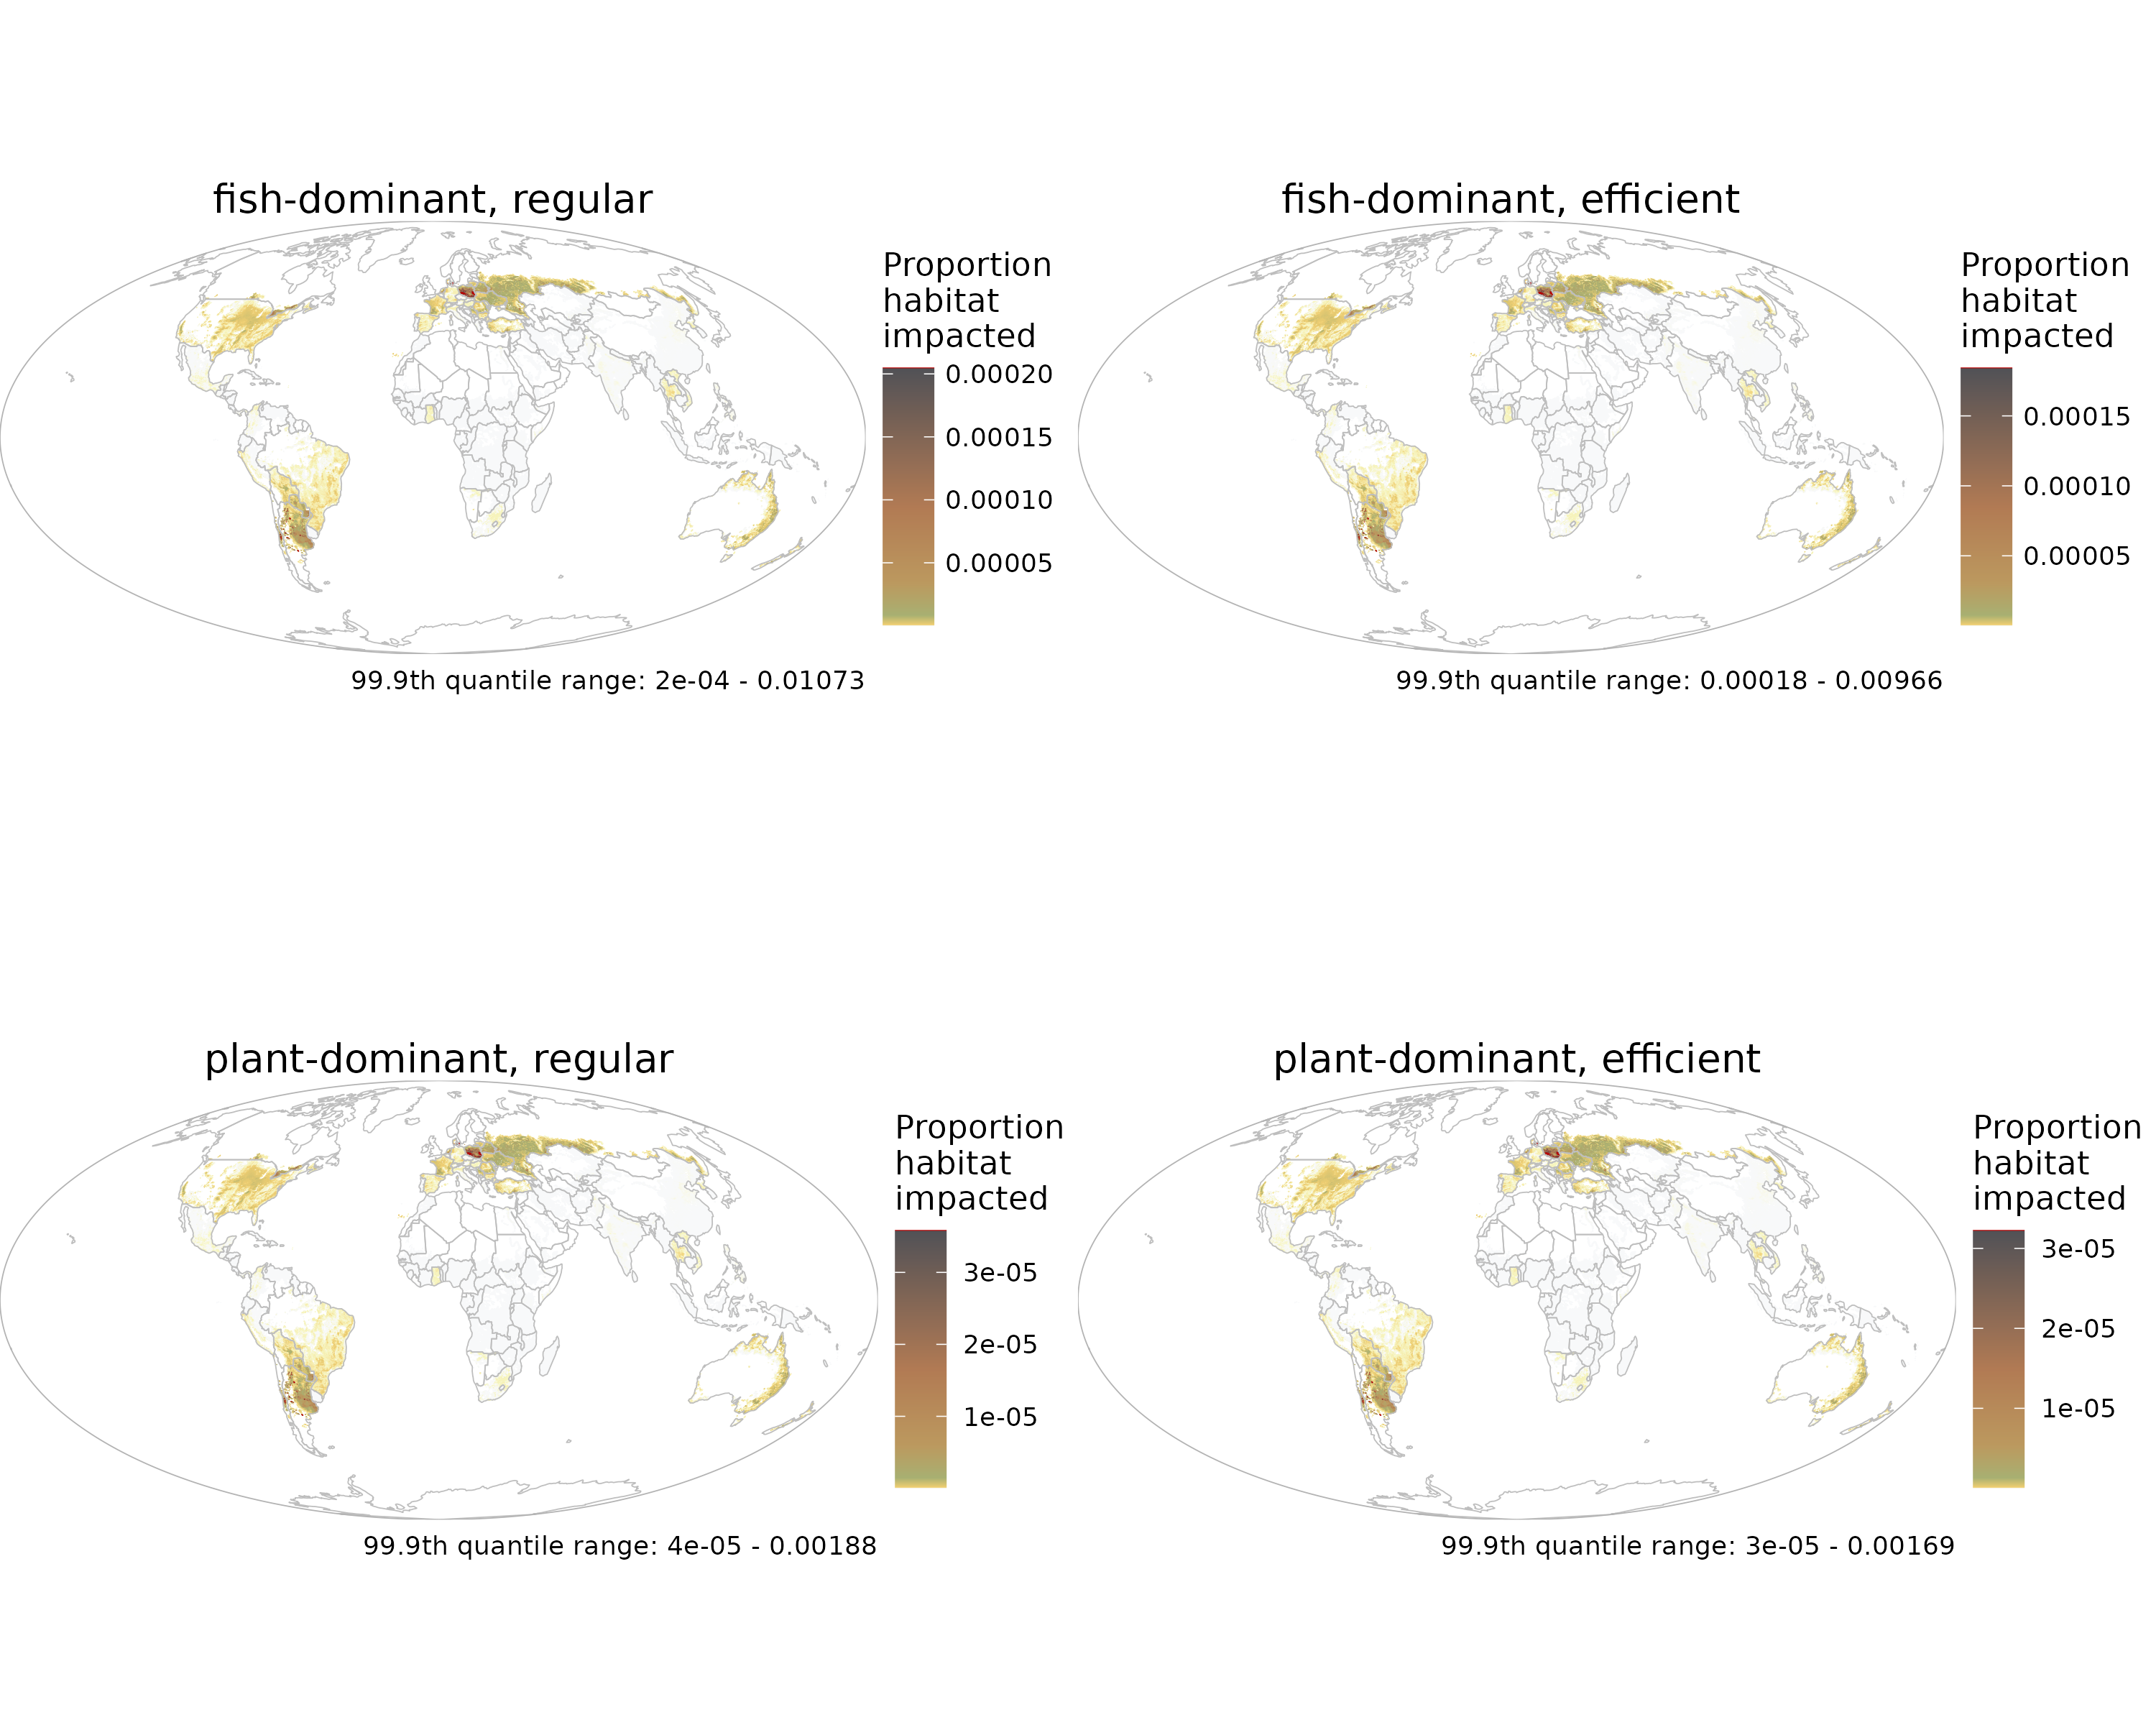 fish-dominant, regular
Proportion
habitat
impacted
0.00020
0.00015
0.00010
0.00005
99.9th quantile range: 2e-04 - 0.01073
fish-dominant, efficient
Proportion
habitat
impacted
0.00015
0.00010
0.00005
99.9th quantile range: 0.00018 - 0.00966
plant-dominant, regular
Proportion
habitat
impacted
3e-05
2e-05
1e-05
99.9th quantile range: 4e-05 - 0.00188
plant-dominant, efficient
Proportion
habitat
impacted
3e-05
2e-05
1e-05
99.9th quantile range: 3e-05 - 0.00169